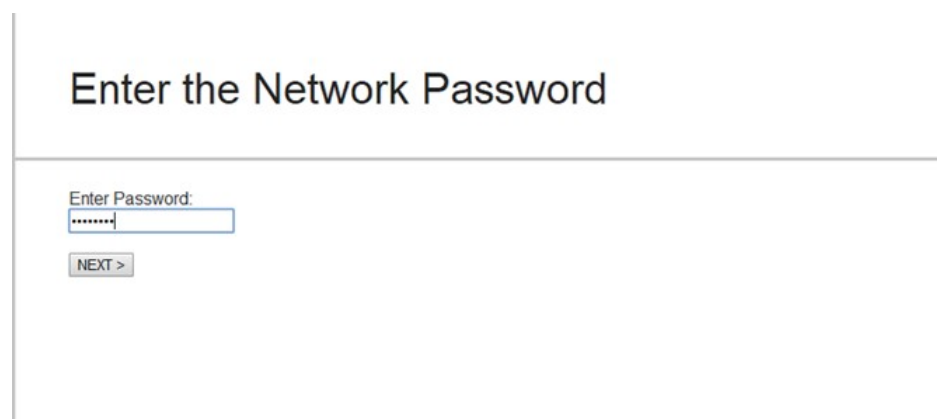 Enter the Network Password
Enter Password:
••••••••
NEXT >